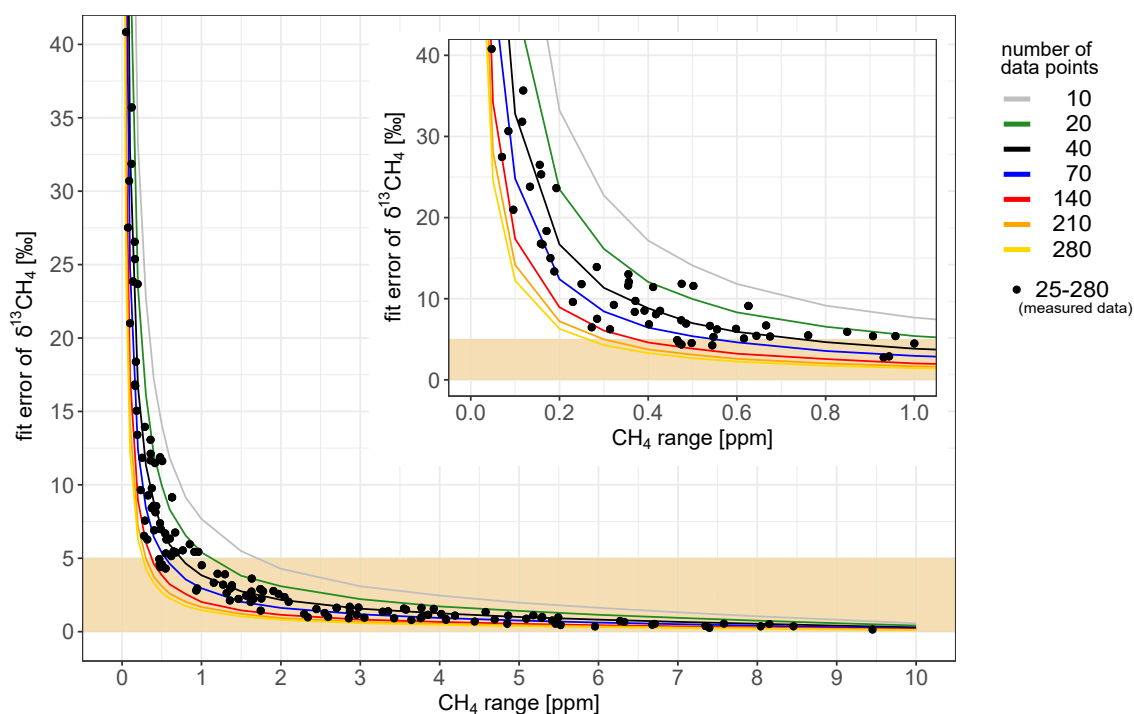 40
35
30
25
20
15
10
5
0
fit error of δ¹³CH₄ [‰]
0 1 2 3 4 5 6 7 8 9 10
CH₄ range [ppm]
40
30
20
10
0
fit error of δ¹³CH₄ [‰]
0.0 0.2 0.4 0.6 0.8 1.0
CH₄ range [ppm]
number of
data points
10
20
40
70
140
210
280
25-280
(measured data)